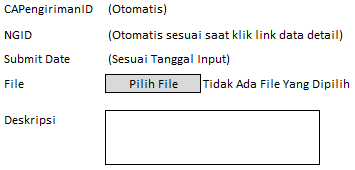 CAPengirimanID (Otomatis)
NGID (Otomatis sesuai saat klik link data detail)
Submit Date (Sesuai Tanggal Input)
File Pilih File Tidak Ada File Yang Dipilih
Deskripsi